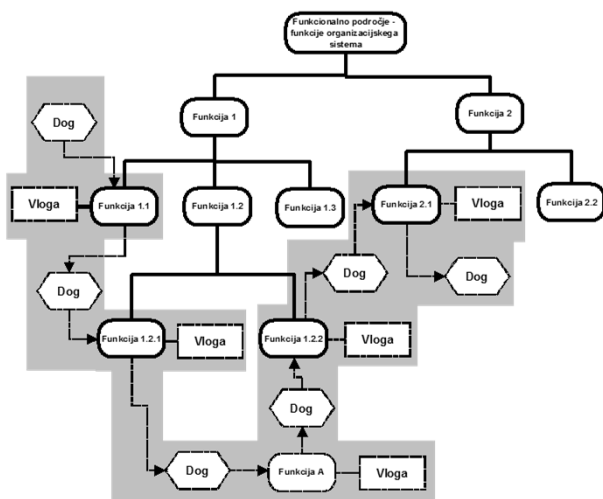 Funkcionalno področje -
funkcije organizacijskega
sistema
Funkcija 1
Funkcija 2
Dog
Vloga
Funkcija 1.1
Funkcija 1.2
Funkcija 1.3
Funkcija 2.1
Vloga
Funkcija 2.2
Dog
Dog
Dog
Funkcija 1.2.1
Vloga
Funkcija 1.2.2
Vloga
Dog
Dog
Funkcija A
Vloga